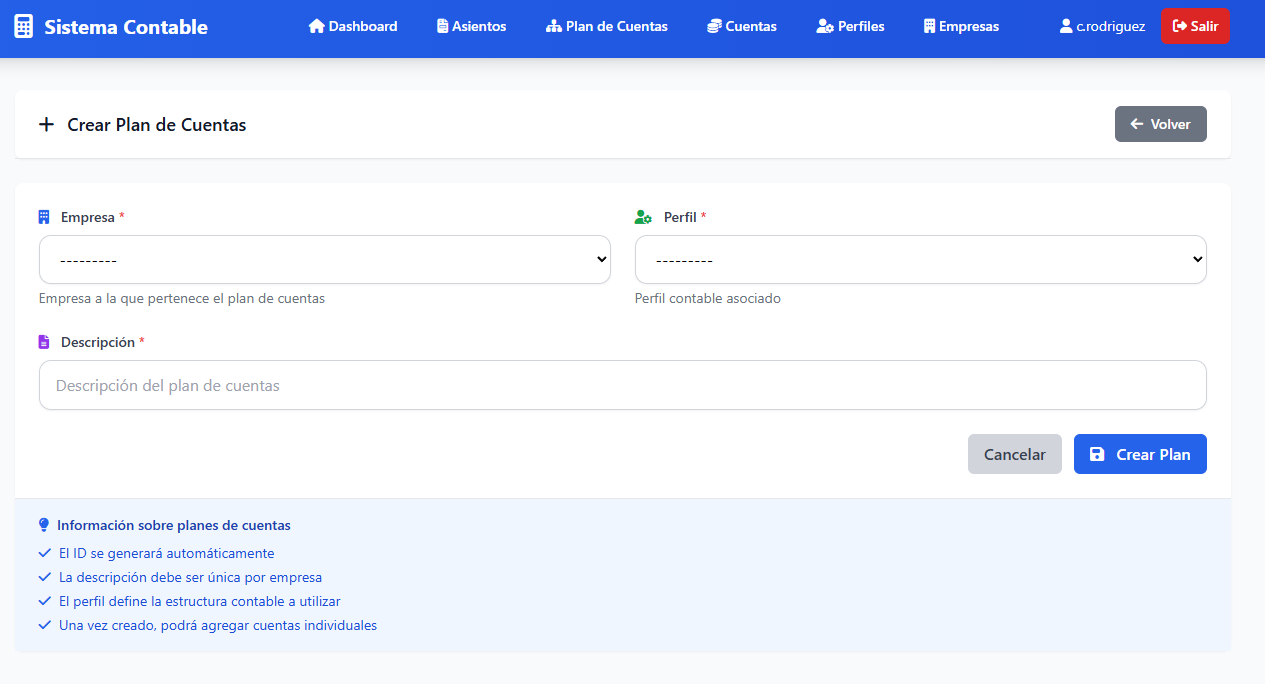 Sistema Contable Dashboard Asientos Plan de Cuentas Cuentas Perfiles Empresas c.rodriguez Salir
Crear Plan de Cuentas Volver
Empresa * Perfil *
--------- ---------
Empresa a la que pertenece el plan de cuentas Perfil contable asociado
Descripción *
Descripción del plan de cuentas
Cancelar Crear Plan
Información sobre planes de cuentas
El ID se generará automáticamente
La descripción debe ser única por empresa
El perfil define la estructura contable a utilizar
Una vez creado, podrá agregar cuentas individuales